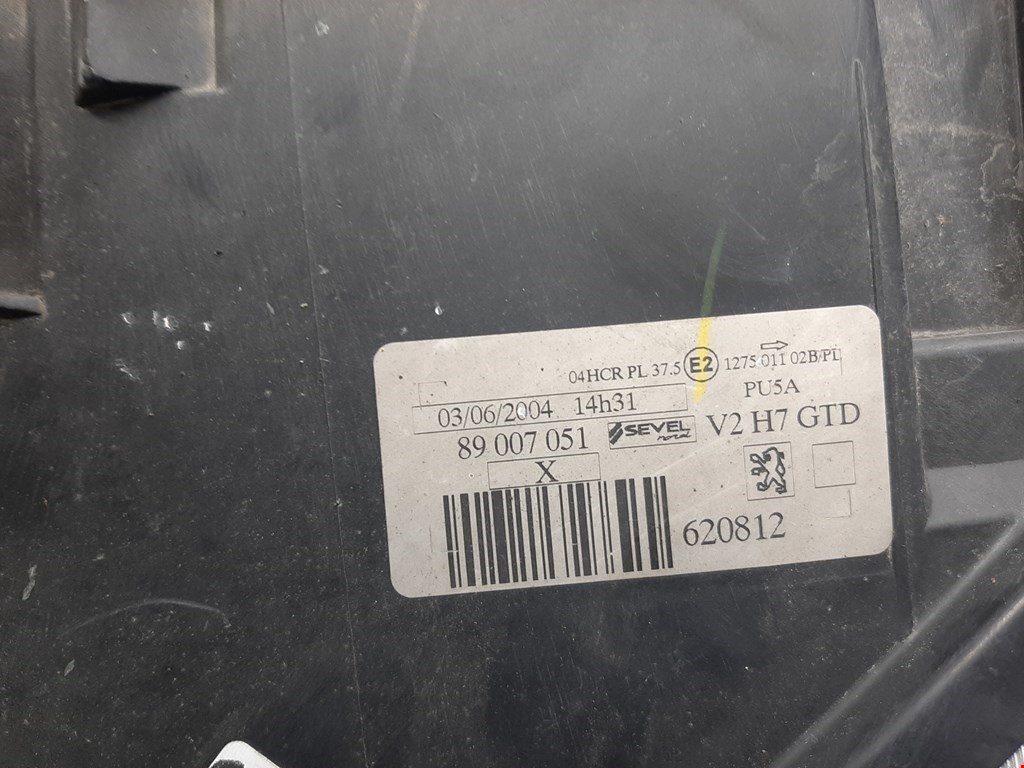 04HCR PL 37.5 E2 1275 011 02B/PL
PU5A
03/06/2004 14h31
89 007 051 SEVEL V2 H7 GTD
X
620812